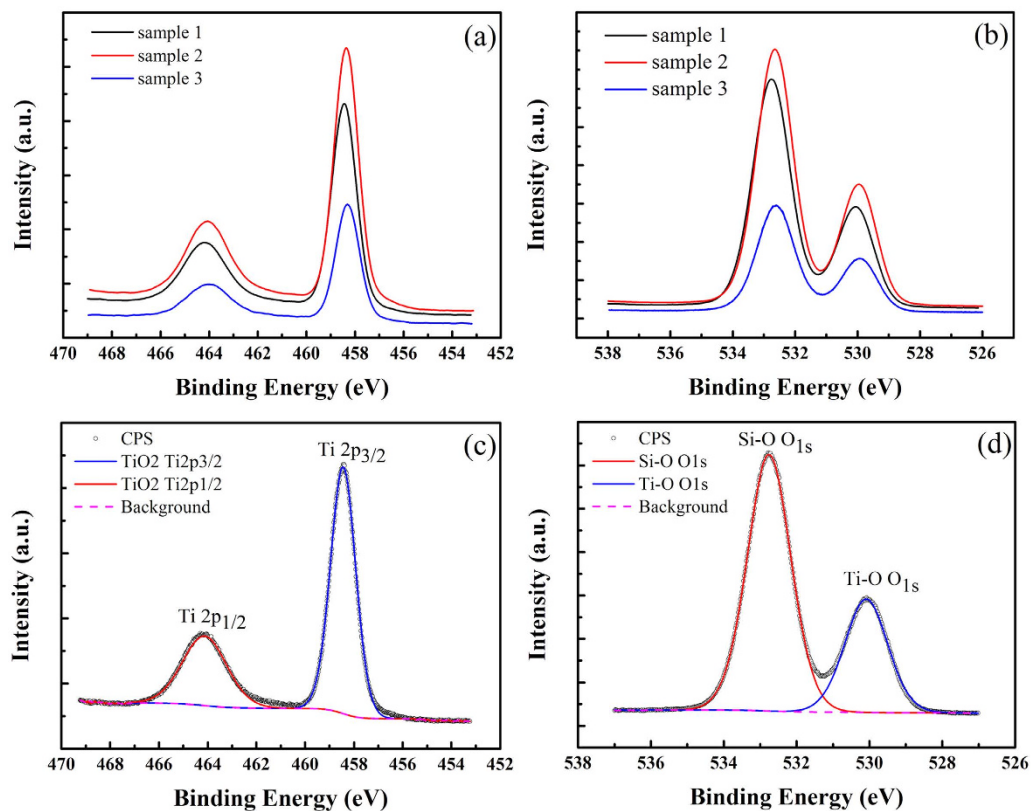 (a)
sample 1
sample 2
sample 3
Intensity (a.u.)
470 468 466 464 462 460 458 456 454 452
Binding Energy (eV)
(b)
sample 1
sample 2
sample 3
Intensity (a.u.)
538 536 534 532 530 528 526
Binding Energy (eV)
(c)
CPS
TiO2 Ti2p3/2
TiO2 Ti2p1/2
Background
Ti 2p3/2
Ti 2p1/2
Intensity (a.u.)
470 468 466 464 462 460 458 456 454 452
Binding Energy (eV)
(d)
Si-O O1s
CPS
Si-O O1s
Ti-O O1s
Background
Ti-O O1s
Intensity (a.u.)
538 536 534 532 530 528 526
Binding Energy (eV)